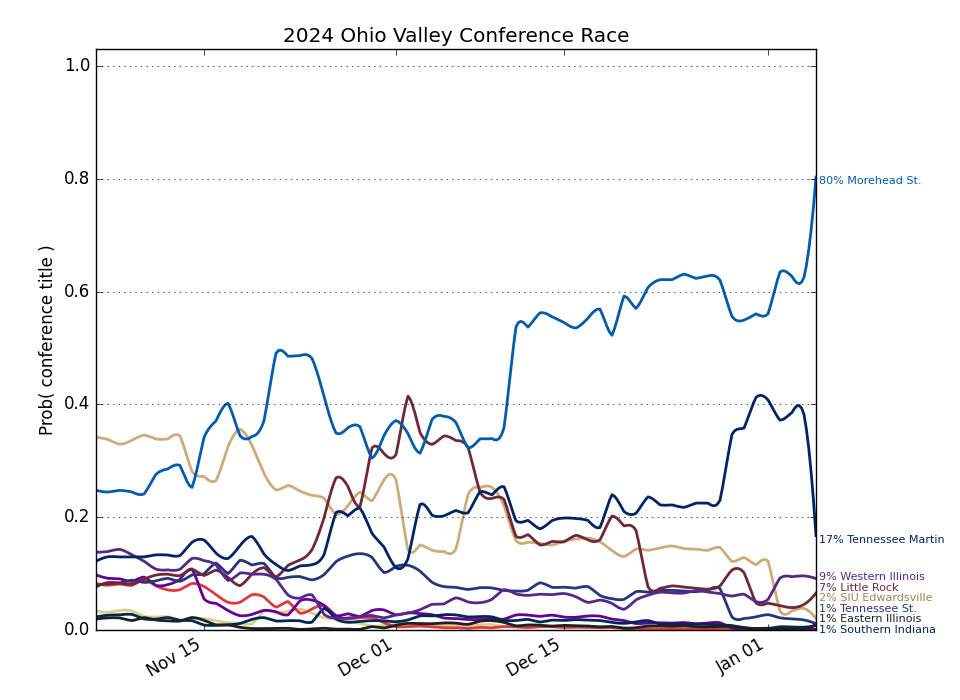 2024 Ohio Valley Conference Race
Prob( conference title )
1.0
0.8
0.6
0.4
0.2
0.0
Nov 15
Dec 01
Dec 15
Jan 01
80% Morehead St.
17% Tennessee Martin
9% Western Illinois
7% Little Rock
2% SIU Edwardsville
1% Tennessee St.
1% Eastern Illinois
1% Southern Indiana